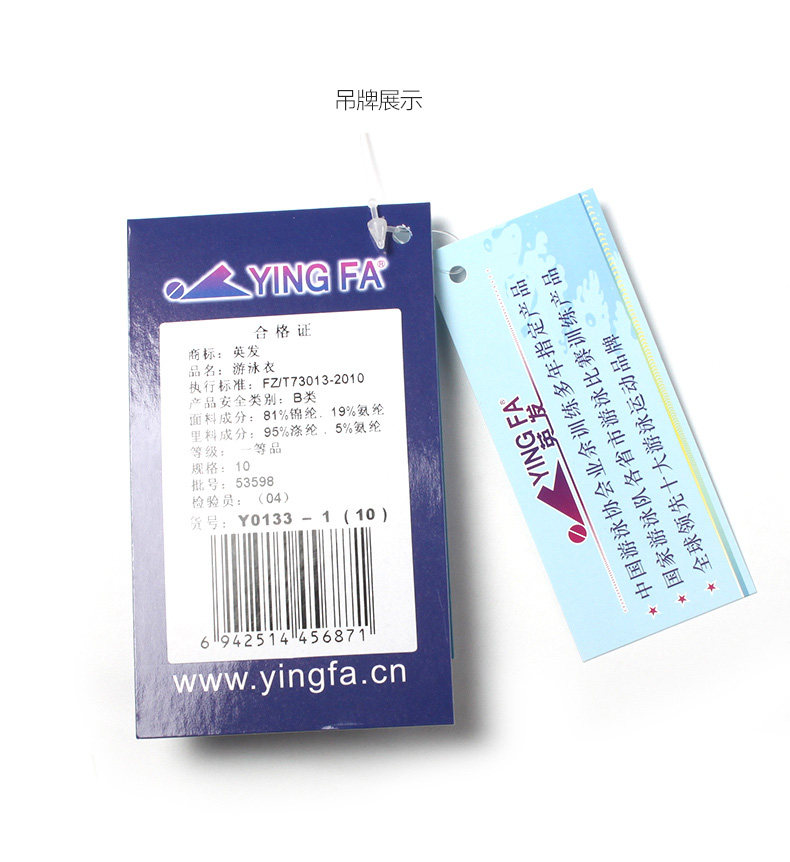 吊牌展示
YING FA®
合格证
商标：英发
品名：游泳衣
执行标准：FZ/T73013-2010
产品安全类别：B类
面料成分：81%锦纶．19%氨纶
里料成分：95%涤纶．5%氨纶
等级：一等品
规格：10
批号：53598
检验员：（04）
货号：Y0133－1（10）
6 942514 456871
www.yingfa.cn
YING FA®
英发
中国游泳协会业余训练多年指定产品
★国家游泳队各省市游泳比赛训练产品
★全球领先十大游泳运动品牌